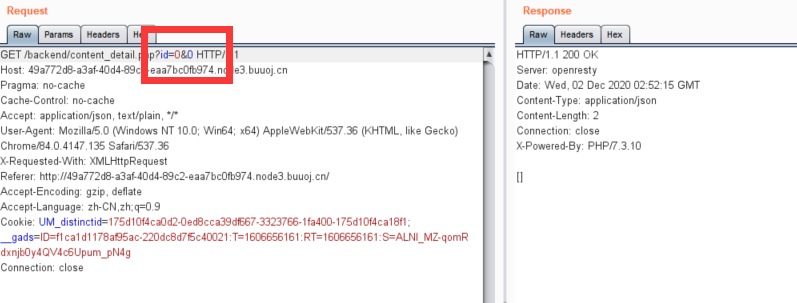 Request
Raw Params Headers Hex
GET /backend/content_detail.php?id=0&0 HTTP/1.1
Host: 49a772d8-a3af-40d4-89c2-eaa7bc0fb974.node3.buuoj.cn
Pragma: no-cache
Cache-Control: no-cache
Accept: application/json, text/plain, */*
User-Agent: Mozilla/5.0 (Windows NT 10.0; Win64; x64) AppleWebKit/537.36 (KHTML, like Gecko)
Chrome/84.0.4147.135 Safari/537.36
X-Requested-With: XMLHttpRequest
Referer: http://49a772d8-a3af-40d4-89c2-eaa7bc0fb974.node3.buuoj.cn/
Accept-Encoding: gzip, deflate
Accept-Language: zh-CN,zh;q=0.9
Cookie: UM_distinctid=175d10f4ca0d2-0ed8cca39df667-3323766-1fa400-175d10f4ca18f1;
__gads=ID=f1ca1d1178af95ac-220dc8d7f5c40021:T=1606656161:RT=1606656161:S=ALNI_MZ-qomR
dxnjb0y4QV4c6Upum_pN4g
Connection: close
Response
Raw Headers Hex
HTTP/1.1 200 OK
Server: openresty
Date: Wed, 02 Dec 2020 02:52:15 GMT
Content-Type: application/json
Content-Length: 2
Connection: close
X-Powered-By: PHP/7.3.10
[]